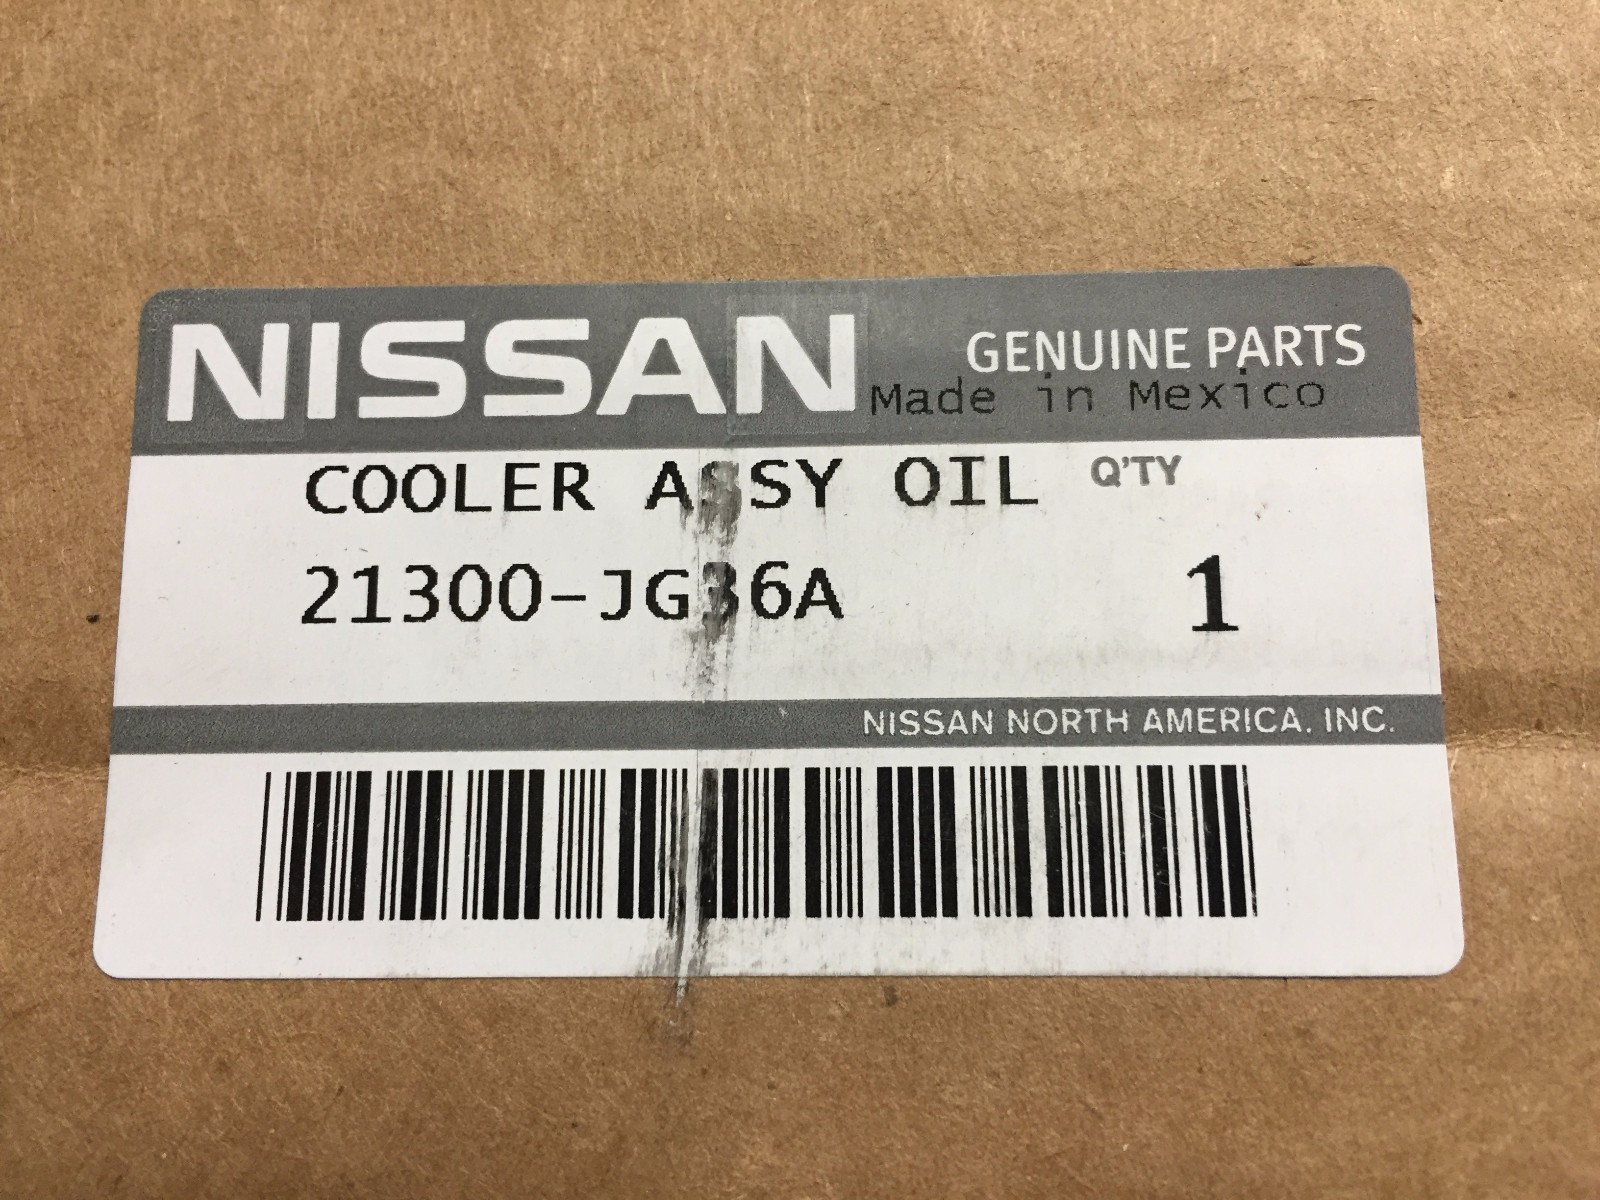 NISSAN GENUINE PARTS
Made in Mexico
COOLER ASSY OIL Q'TY
21300-JG36A 1
NISSAN NORTH AMERICA, INC.